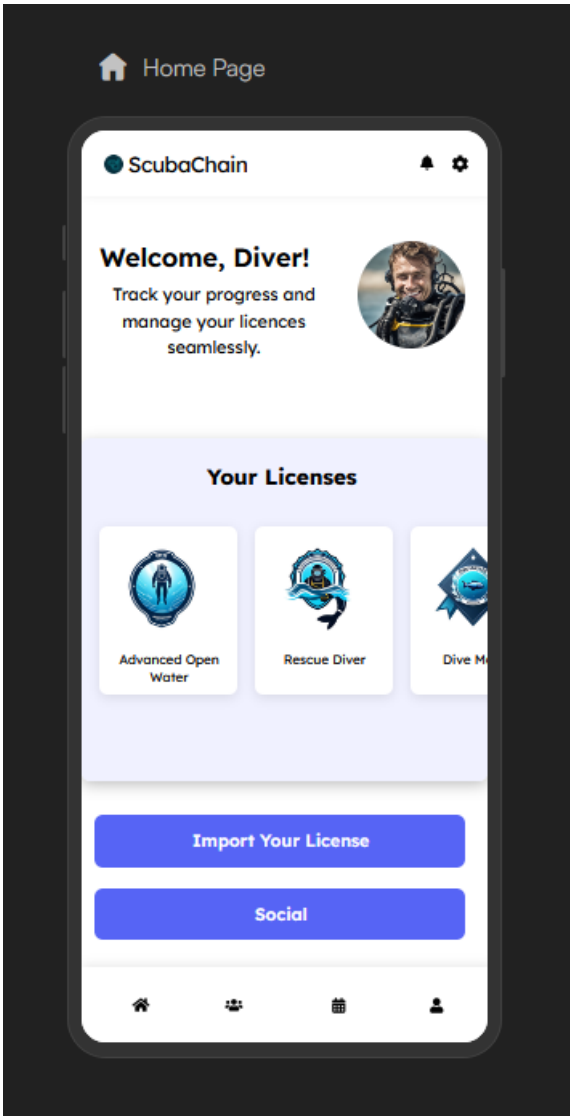 Home Page
ScubaChain
Welcome, Diver!
Track your progress and
manage your licences
seamlessly.
Your Licenses
Advanced Open
Water
Rescue Diver
Dive M
Import Your License
Social